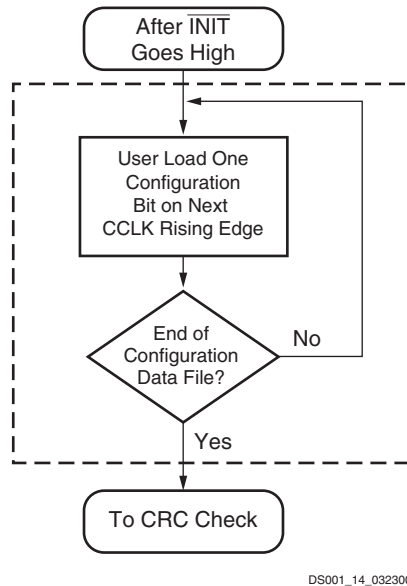 After INIT
Goes High
User Load One
Configuration
Bit on Next
CCLK Rising Edge
End of
Configuration
Data File?
No
Yes
To CRC Check
DS001_14_032300